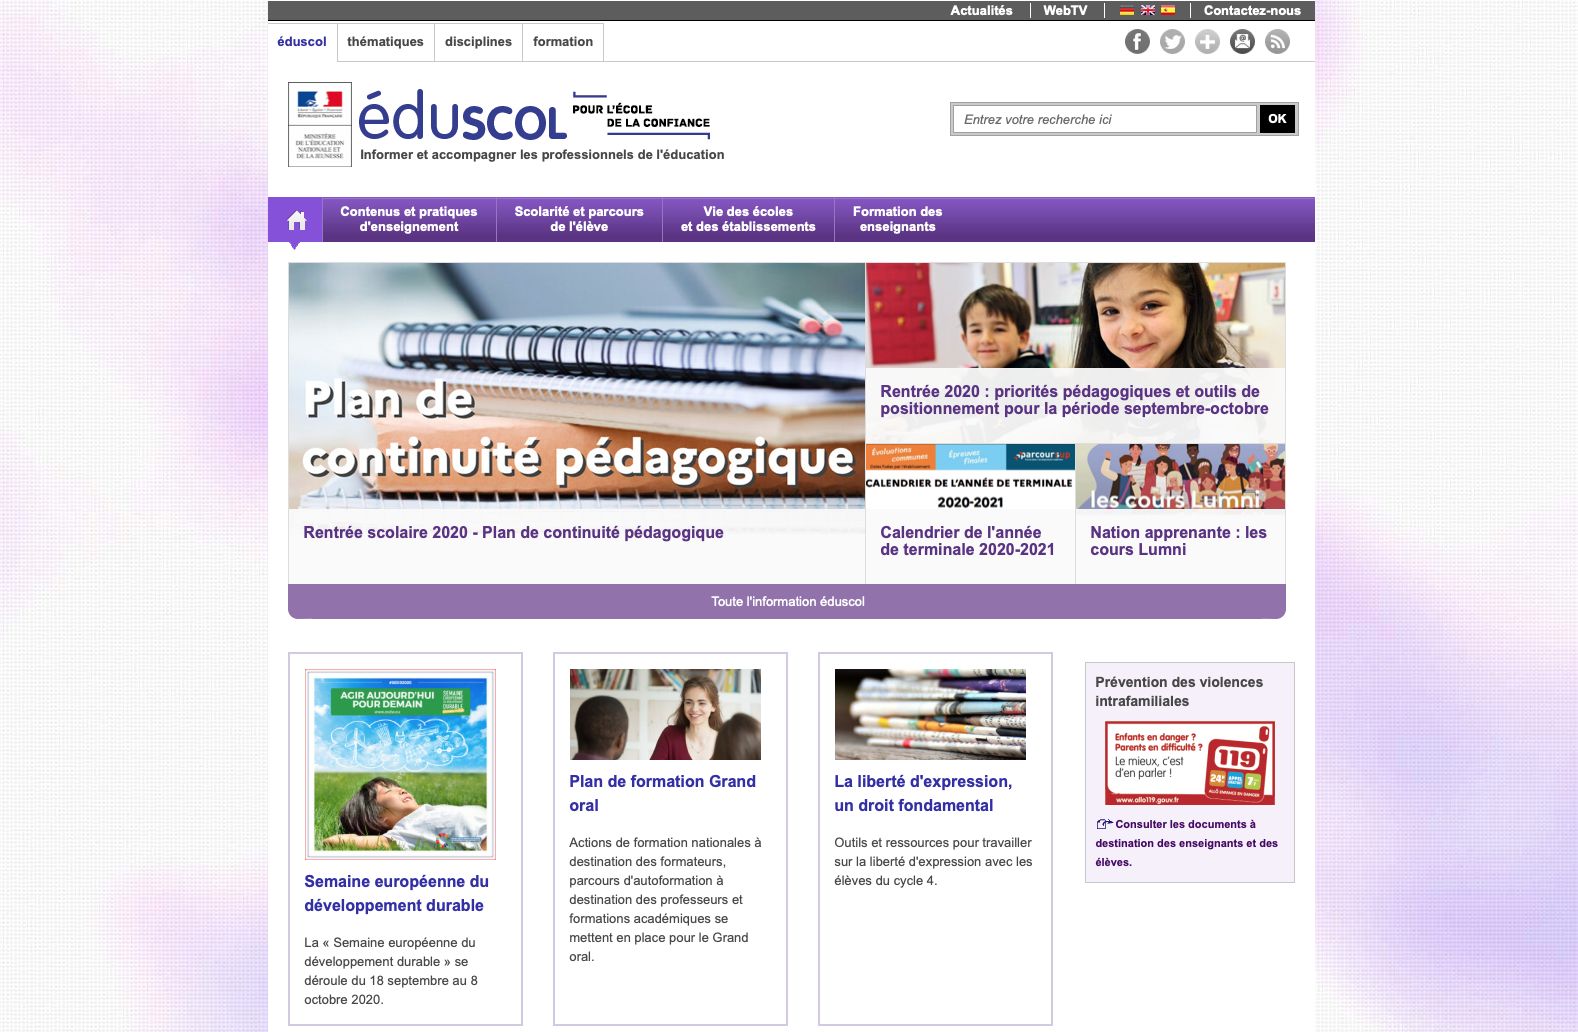 Actualités
WebTV
Contactez-nous
éduscol
thématiques
disciplines
formation
RÉPUBLIQUE FRANÇAISE
MINISTÈRE
DE L'ÉDUCATION
NATIONALE ET
DE LA JEUNESSE
éduscol
POUR L'ÉCOLE
DE LA CONFIANCE
Informer et accompagner les professionnels de l'éducation
Entrez votre recherche ici
OK
Contenus et pratiques
d'enseignement
Scolarité et parcours
de l'élève
Vie des écoles
et des établissements
Formation des
enseignants
Plan de
continuité pédagogique
Rentrée scolaire 2020 - Plan de continuité pédagogique
Rentrée 2020 : priorités pédagogiques et outils de
positionnement pour la période septembre-octobre
Évaluations
communes
Épreuves
finales
parcoursup
CALENDRIER DE L'ANNÉE DE TERMINALE
2020-2021
Calendrier de l'année
de terminale 2020-2021
les cours Lumni
Nation apprenante : les
cours Lumni
Toute l'information éduscol
AGIR AUJOURD'HUI
POUR DEMAIN
Semaine européenne du
développement durable
La « Semaine européenne du
développement durable » se
déroule du 18 septembre au 8
octobre 2020.
Plan de formation Grand
oral
Actions de formation nationales à
destination des formateurs,
parcours d'autoformation à
destination des professeurs et
formations académiques se
mettent en place pour le Grand
oral.
La liberté d'expression,
un droit fondamental
Outils et ressources pour travailler
sur la liberté d'expression avec les
élèves du cycle 4.
Prévention des violences
intrafamiliales
Enfants en danger ?
Parents en difficulté ?
Le mieux, c'est
d'en parler !
119
24h APPEL GRATUIT 7j
ALLÔ ENFANCE EN DANGER
www.allo119.gouv.fr
Consulter les documents à
destination des enseignants et des
élèves.